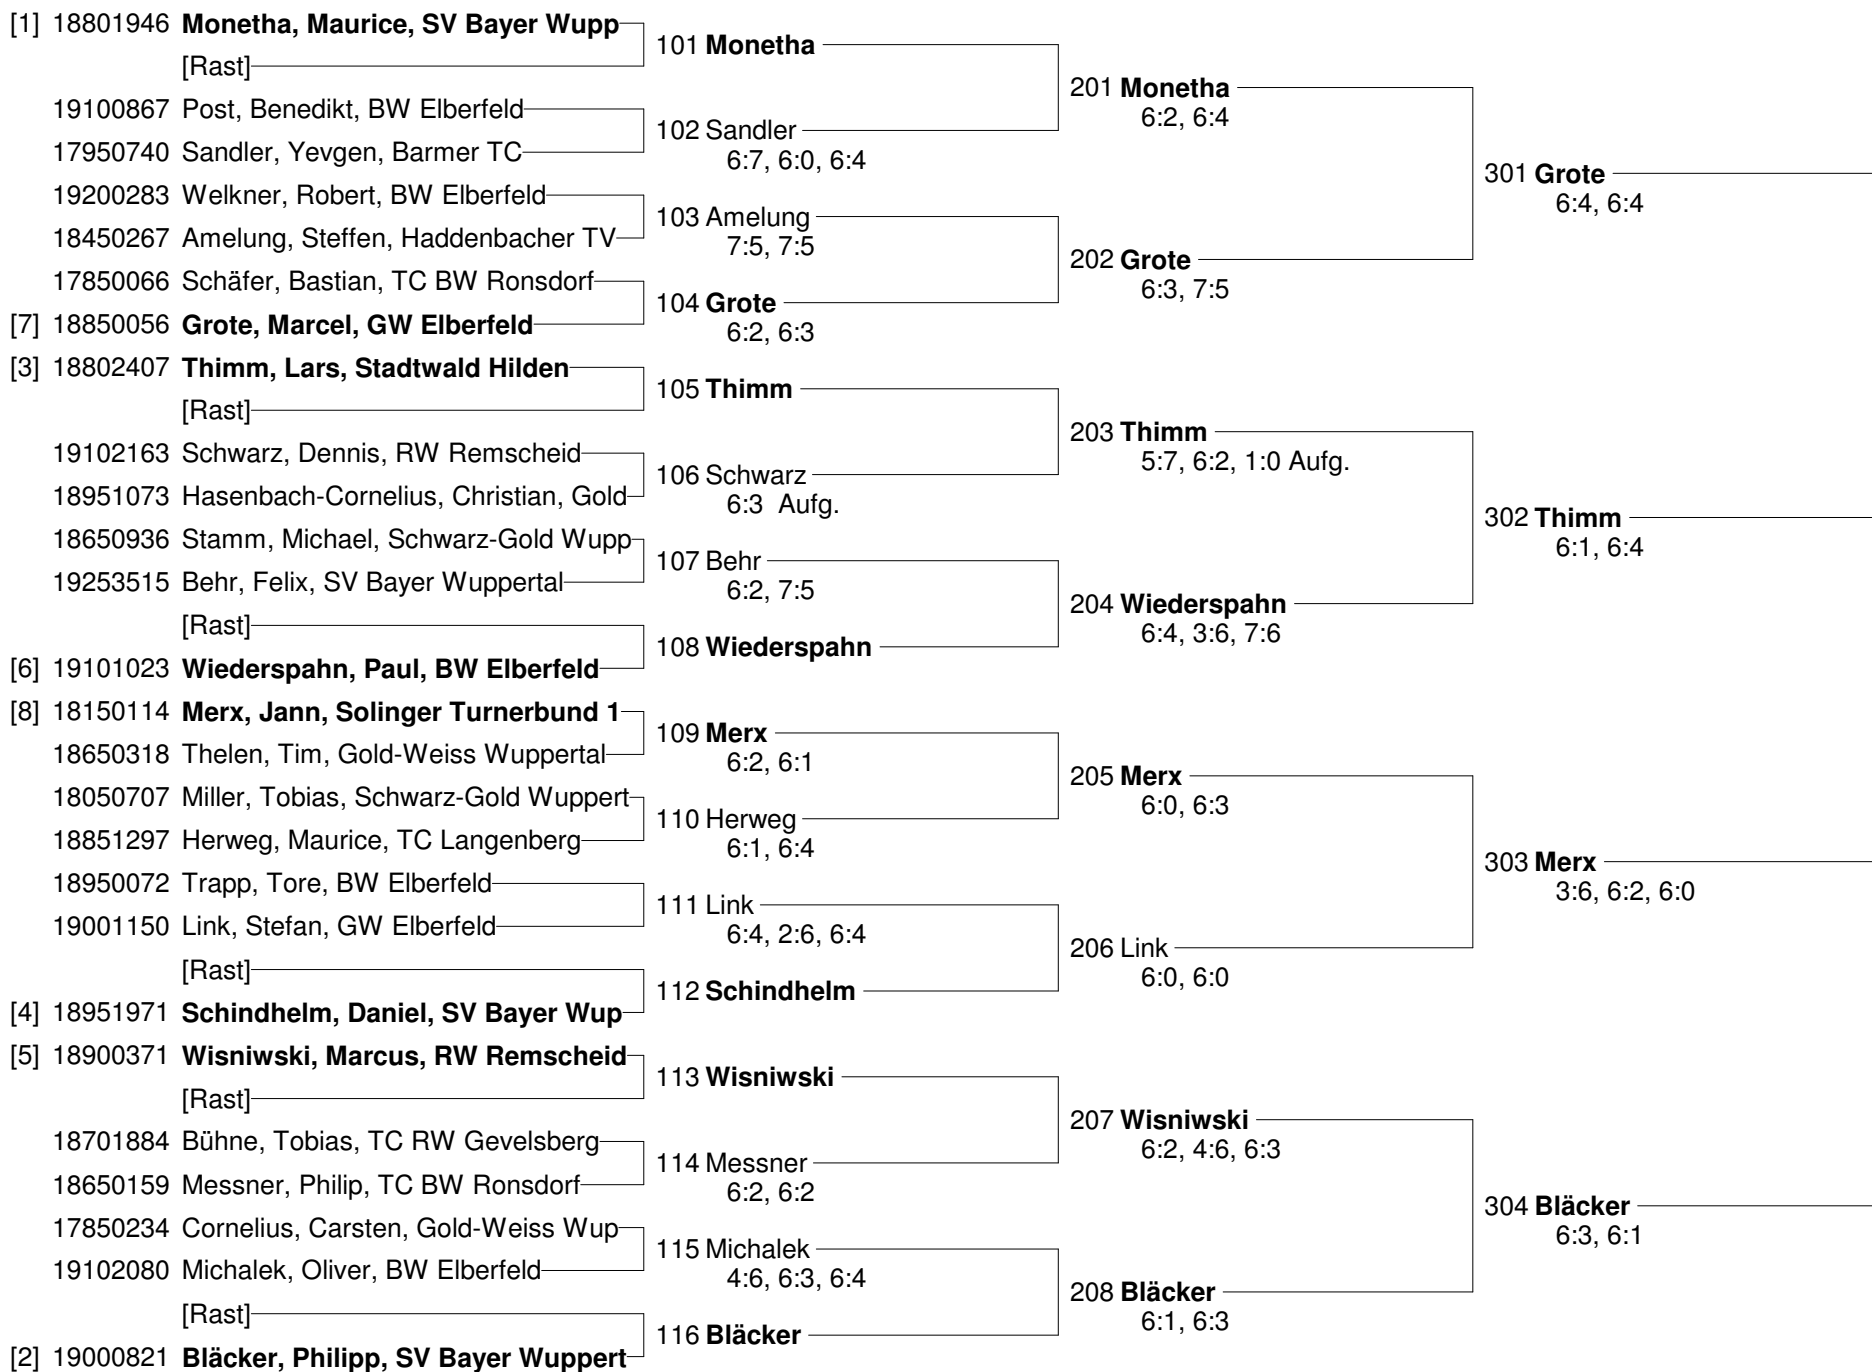 [1] 18801946 Monetha, Maurice, SV Bayer Wupp
[Rast]
19100867 Post, Benedikt, BW Elberfeld
17950740 Sandler, Yevgen, Barmer TC
19200283 Welkner, Robert, BW Elberfeld
18450267 Amelung, Steffen, Haddenbacher TV
17850066 Schäfer, Bastian, TC BW Ronsdorf
[7] 18850056 Grote, Marcel, GW Elberfeld
[3] 18802407 Thimm, Lars, Stadtwald Hilden
[Rast]
19102163 Schwarz, Dennis, RW Remscheid
18951073 Hasenbach-Cornelius, Christian, Gold
18650936 Stamm, Michael, Schwarz-Gold Wupp
19253515 Behr, Felix, SV Bayer Wuppertal
[Rast]
[6] 19101023 Wiederspahn, Paul, BW Elberfeld
[8] 18150114 Merx, Jann, Solinger Turnerbund 1
18650318 Thelen, Tim, Gold-Weiss Wuppertal
18050707 Miller, Tobias, Schwarz-Gold Wuppert
18851297 Herweg, Maurice, TC Langenberg
18950072 Trapp, Tore, BW Elberfeld
19001150 Link, Stefan, GW Elberfeld
[Rast]
[4] 18951971 Schindhelm, Daniel, SV Bayer Wup
[5] 18900371 Wisniwski, Marcus, RW Remscheid
[Rast]
18701884 Bühne, Tobias, TC RW Gevelsberg
18650159 Messner, Philip, TC BW Ronsdorf
17850234 Cornelius, Carsten, Gold-Weiss Wup
19102080 Michalek, Oliver, BW Elberfeld
[Rast]
[2] 19000821 Bläcker, Philipp, SV Bayer Wuppert
101 Monetha
102 Sandler
6:7, 6:0, 6:4
103 Amelung
7:5, 7:5
104 Grote
6:2, 6:3
105 Thimm
106 Schwarz
6:3 Aufg.
107 Behr
6:2, 7:5
108 Wiederspahn
109 Merx
6:2, 6:1
110 Herweg
6:1, 6:4
111 Link
6:4, 2:6, 6:4
112 Schindhelm
113 Wisniwski
114 Messner
6:2, 6:2
115 Michalek
4:6, 6:3, 6:4
116 Bläcker
201 Monetha
6:2, 6:4
202 Grote
6:3, 7:5
203 Thimm
5:7, 6:2, 1:0 Aufg.
204 Wiederspahn
6:4, 3:6, 7:6
205 Merx
6:0, 6:3
206 Link
6:0, 6:0
207 Wisniwski
6:2, 4:6, 6:3
208 Bläcker
6:1, 6:3
301 Grote
6:4, 6:4
302 Thimm
6:1, 6:4
303 Merx
3:6, 6:2, 6:0
304 Bläcker
6:3, 6:1